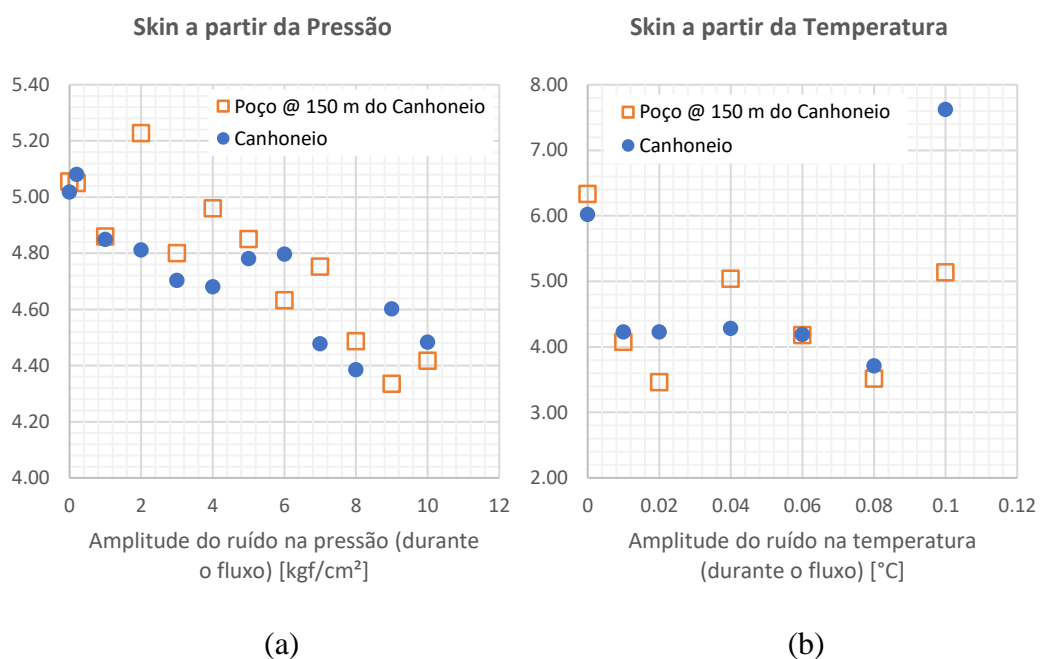 Skin a partir da Pressão
5.40
5.20
5.00
4.80
4.60
4.40
4.20
4.00
0 2 4 6 8 10 12
Poço @ 150 m do Canhoneio
Canhoneio
Amplitude do ruído na pressão (durante
o fluxo) [kgf/cm²]
(a)
Skin a partir da Temperatura
8.00
7.00
6.00
5.00
4.00
3.00
2.00
0 0.02 0.04 0.06 0.08 0.1 0.12
Poço @ 150 m do Canhoneio
Canhoneio
Amplitude do ruído na temperatura
(durante o fluxo) [°C]
(b)